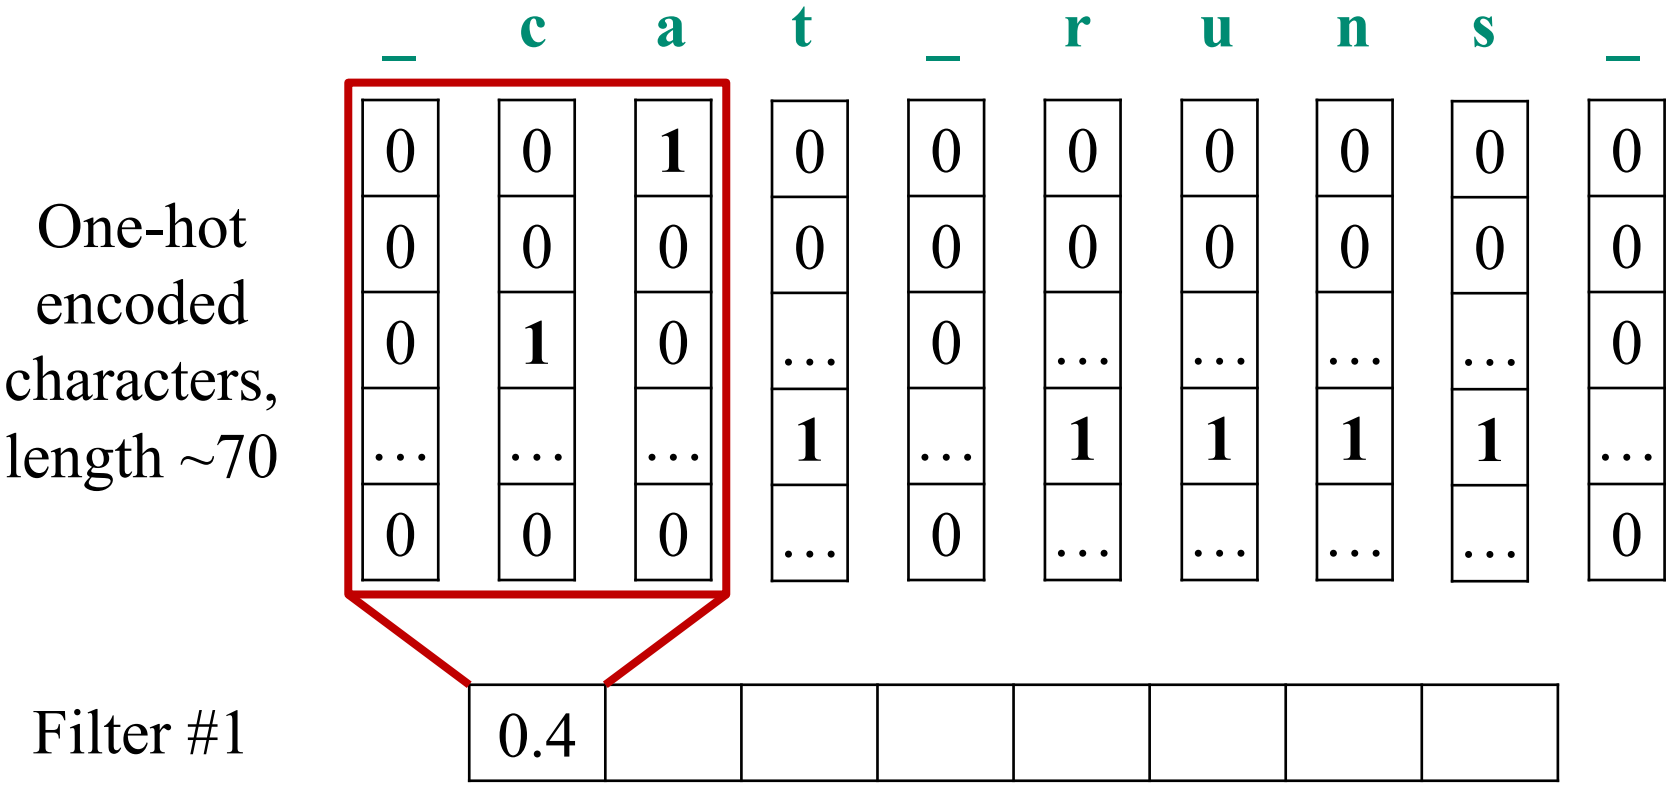 _ c a t _ r u n s _
0 0 1 0 0 0 0 0 0 0
0 0 0 0 0 0 0 0 0 0
0 1 0 … 0 … … … … 0
… … … 1 … 1 1 1 1 …
0 0 0 … 0 … … … … 0
One-hot
encoded
characters,
length ~70
Filter #1 0.4